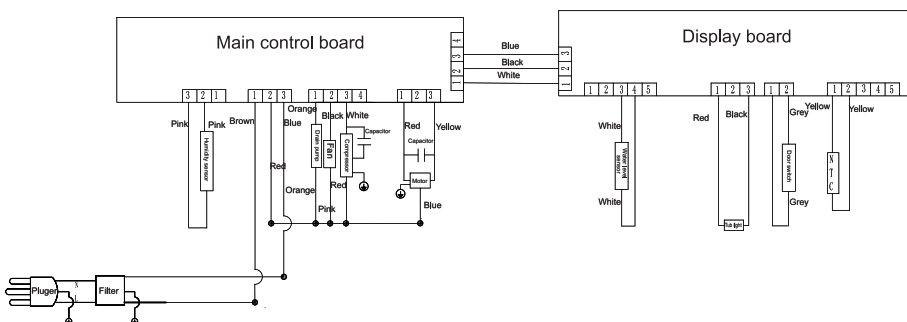 Main control board
Display board
4
3
2
1
Blue
Black
White
3
2
1
3 2 1
1 2 3
1 2 3 4
1 2 3
1 2 3 4 5
1 2 3
1 2
1 2 3 4 5
Pink
Pink
Brown
Blue
Orange
Black
White
Red
Yellow
Capacitor
Capacitor
Humidity sensor
Drain pump
Fan
Compressor
Motor
Red
Orange
Pink
Red
Blue
White
Water level
sensor
White
Red
Black
Tub light
Grey
Door switch
Grey
Yellow
Yellow
NTC
Pluger
N
L
Filter